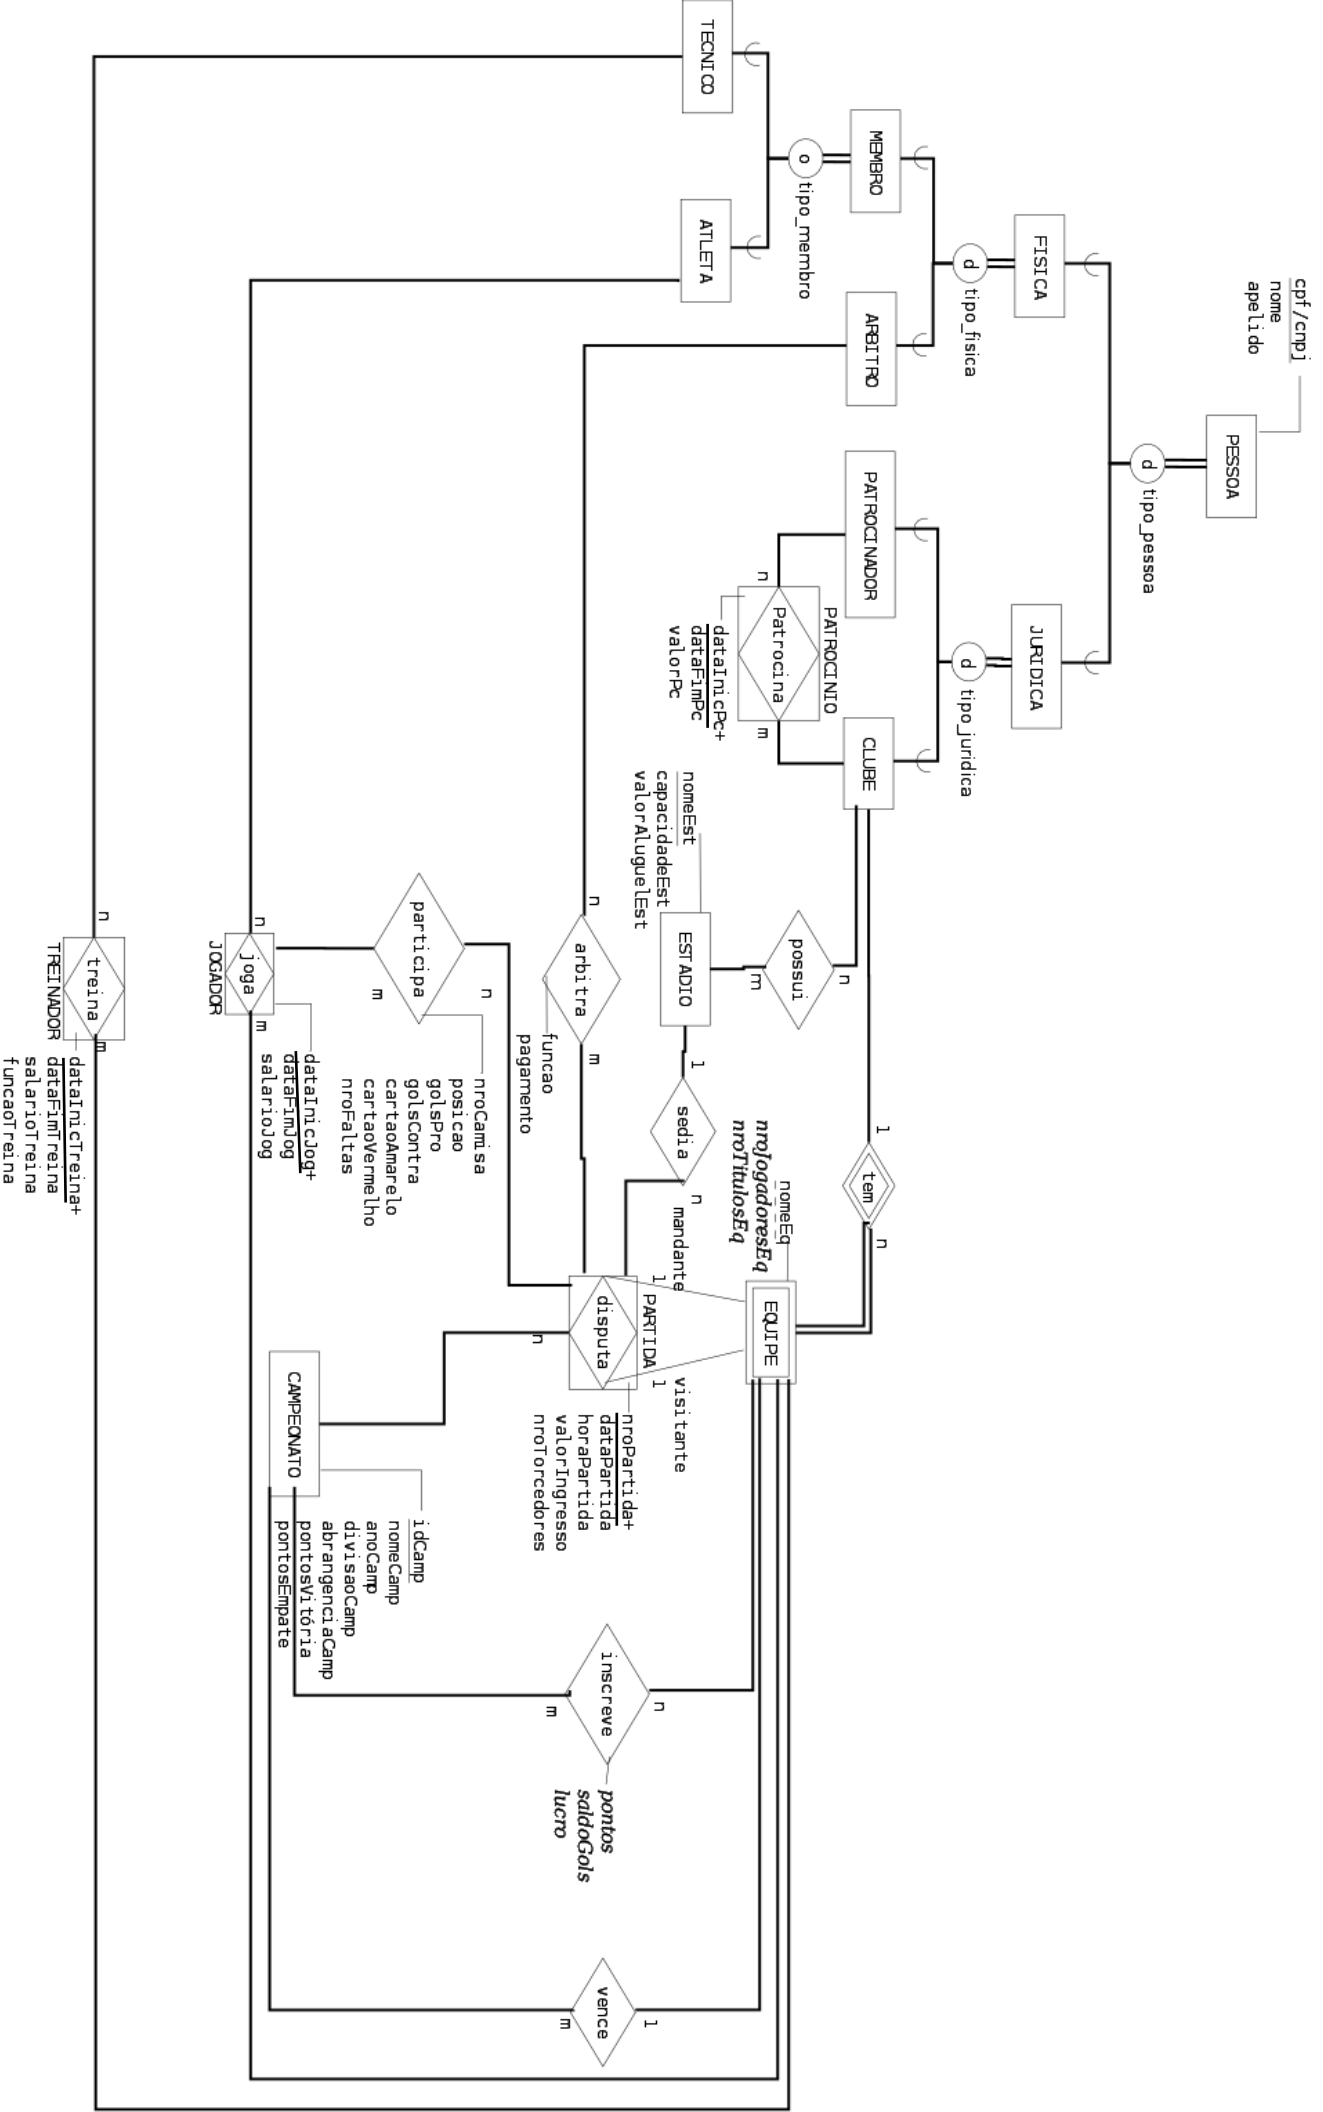 cpf/cnpj
nome
apelido
PESSOA
d
tipo_pessoa
FISICA
JURIDICA
d
tipo_fisica
d
tipo_juridica
MEMBRO
ARBITRO
PATROCINADOR
CLUBE
o
tipo_membro
PATROCINIO
n
Patrocina
m
dataInicPc+
dataFimPc
valorPc
TECNICO
ATLETA
nomeEst
capacidadeEst
valorAluguelEst
possui
n
m
ESTADIO
1
tem
n
1
sedia
n
nomeEq
nroJogadoresEq
nroTitulosEq
EQUIPE
mandante
1
visitante
1
PARTIDA
disputa
n
nroPartida+
dataPartida
horaPartida
valorIngresso
nroTorcedores
n
arbitra
m
funcao
pagamento
participa
n
m
nroCamisa
posicao
golsPro
golsContra
cartaoAmarelo
cartaoVermelho
nroFaltas
n
joga
m
JOGADOR
dataInicJog+
dataFimJog
salarioJog
n
treina
m
TREINADOR
dataInicTreina+
dataFimTreina
salarioTreina
funcaoTreina
CAMPEONATO
idCamp
nomeCamp
anoCamp
divisaoCamp
abrangenciaCamp
pontosVitória
pontosEmpate
n
inscreve
m
pontos
saldoGols
lucro
1
vence
m